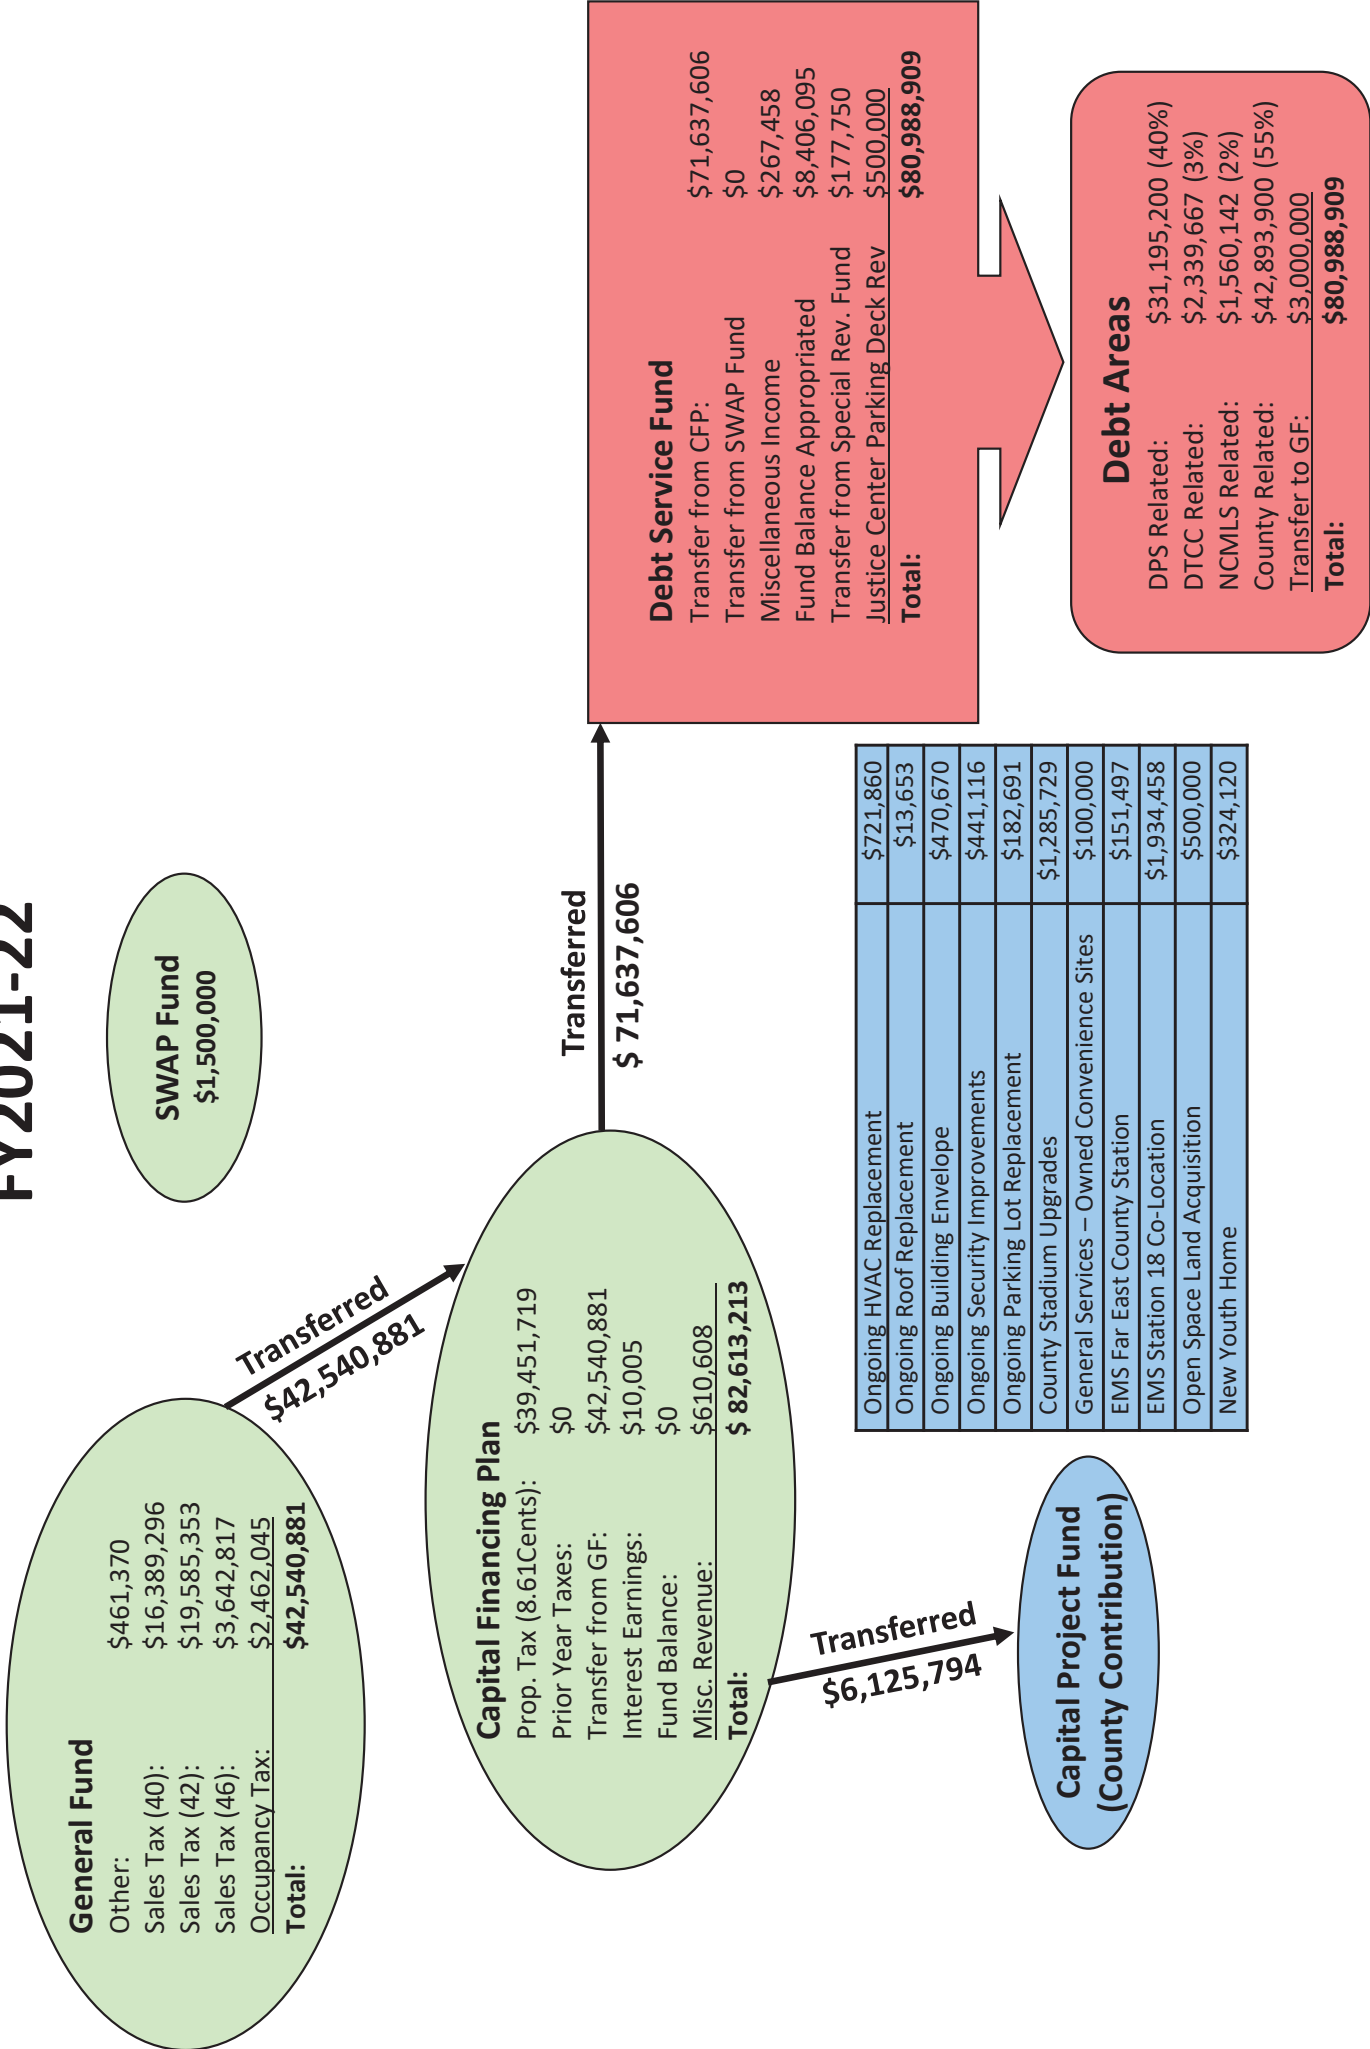 FY2021-22
General Fund
Other: $461,370
Sales Tax (40): $16,389,296
Sales Tax (42): $19,585,353
Sales Tax (46): $3,642,817
Occupancy Tax: $2,462,045
Total: $42,540,881
Transferred
$42,540,881
SWAP Fund
$1,500,000
Capital Financing Plan
Prop. Tax (8.61Cents): $39,451,719
Prior Year Taxes: $0
Transfer from GF: $42,540,881
Interest Earnings: $10,005
Fund Balance: $0
Misc. Revenue: $610,608
Total: $ 82,613,213
Transferred
$ 71,637,606
Debt Service Fund
Transfer from CFP: $71,637,606
Transfer from SWAP Fund $0
Miscellaneous Income $267,458
Fund Balance Appropriated $8,406,095
Transfer from Special Rev. Fund $177,750
Justice Center Parking Deck Rev $500,000
Total: $80,988,909
Transferred
$6,125,794
Capital Project Fund
(County Contribution)
Ongoing HVAC Replacement $721,860
Ongoing Roof Replacement $13,653
Ongoing Building Envelope $470,670
Ongoing Security Improvements $441,116
Ongoing Parking Lot Replacement $182,691
County Stadium Upgrades $1,285,729
General Services – Owned Convenience Sites $100,000
EMS Far East County Station $151,497
EMS Station 18 Co-Location $1,934,458
Open Space Land Acquisition $500,000
New Youth Home $324,120
Debt Areas
DPS Related: $31,195,200 (40%)
DTCC Related: $2,339,667 (3%)
NCMLS Related: $1,560,142 (2%)
County Related: $42,893,900 (55%)
Transfer to GF: $3,000,000
Total: $80,988,909